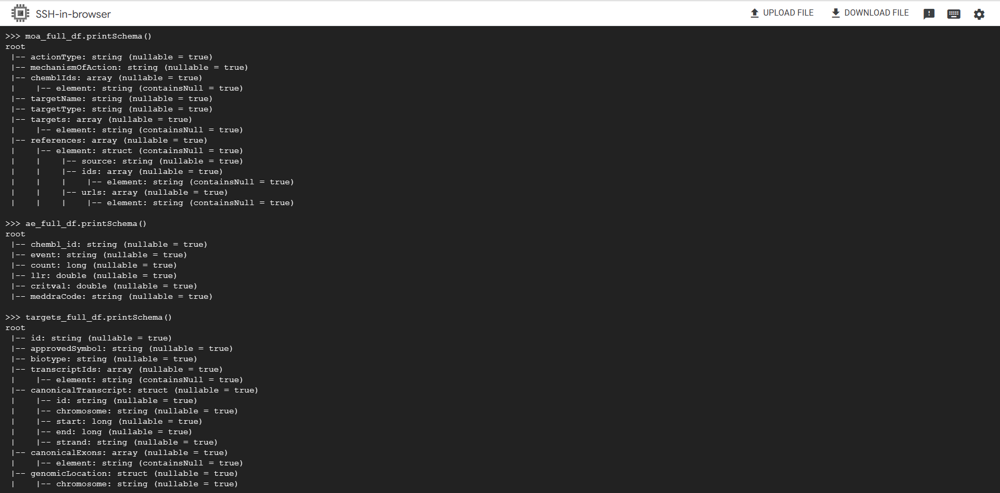 SSH-in-browser
UPLOAD FILE
DOWNLOAD FILE
>>> moa_full_df.printSchema()
root
 |-- actionType: string (nullable = true)
 |-- mechanismOfAction: string (nullable = true)
 |-- chemblIds: array (nullable = true)
 |    |-- element: string (containsNull = true)
 |-- targetName: string (nullable = true)
 |-- targetType: string (nullable = true)
 |-- targets: array (nullable = true)
 |    |-- element: string (containsNull = true)
 |-- references: array (nullable = true)
 |    |-- element: struct (containsNull = true)
 |    |    |-- source: string (nullable = true)
 |    |    |-- ids: array (nullable = true)
 |    |    |    |-- element: string (containsNull = true)
 |    |    |-- urls: array (nullable = true)
 |    |    |    |-- element: string (containsNull = true)

>>> ae_full_df.printSchema()
root
 |-- chembl_id: string (nullable = true)
 |-- event: string (nullable = true)
 |-- count: long (nullable = true)
 |-- llr: double (nullable = true)
 |-- critval: double (nullable = true)
 |-- meddraCode: string (nullable = true)

>>> targets_full_df.printSchema()
root
 |-- id: string (nullable = true)
 |-- approvedSymbol: string (nullable = true)
 |-- biotype: string (nullable = true)
 |-- transcriptIds: array (nullable = true)
 |    |-- element: string (containsNull = true)
 |-- canonicalTranscript: struct (nullable = true)
 |    |-- id: string (nullable = true)
 |    |-- chromosome: string (nullable = true)
 |    |-- start: long (nullable = true)
 |    |-- end: long (nullable = true)
 |    |-- strand: string (nullable = true)
 |-- canonicalExons: array (nullable = true)
 |    |-- element: string (containsNull = true)
 |-- genomicLocation: struct (nullable = true)
 |    |-- chromosome: string (nullable = true)